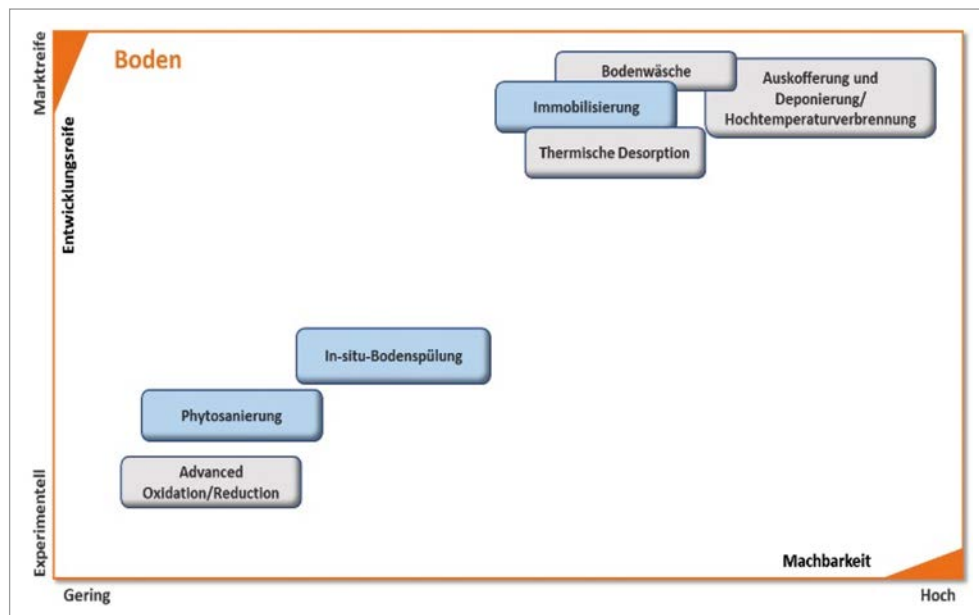 Marktreife
Entwicklungsreife
Experimentell
Boden
Bodenwäsche
Auskofferung und
Deponierung/
Hochtemperaturverbrennung
Immobilisierung
Thermische Desorption
In-situ-Bodenspülung
Phytosanierung
Advanced
Oxidation/Reduction
Machbarkeit
Gering
Hoch